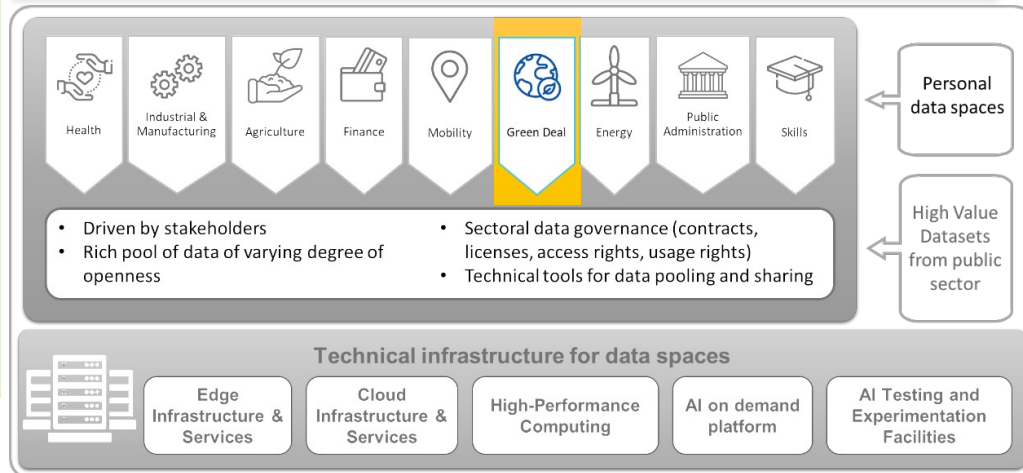 Health
Industrial &
Manufacturing
Agriculture
Finance
Mobility
Green Deal
Energy
Public
Administration
Skills
Personal
data spaces
• Driven by stakeholders
• Rich pool of data of varying degree of
openness
• Sectoral data governance (contracts,
licenses, access rights, usage rights)
• Technical tools for data pooling and sharing
High Value
Datasets
from public
sector
Technical infrastructure for data spaces
Edge
Infrastructure &
Services
Cloud
Infrastructure &
Services
High-Performance
Computing
AI on demand
platform
AI Testing and
Experimentation
Facilities